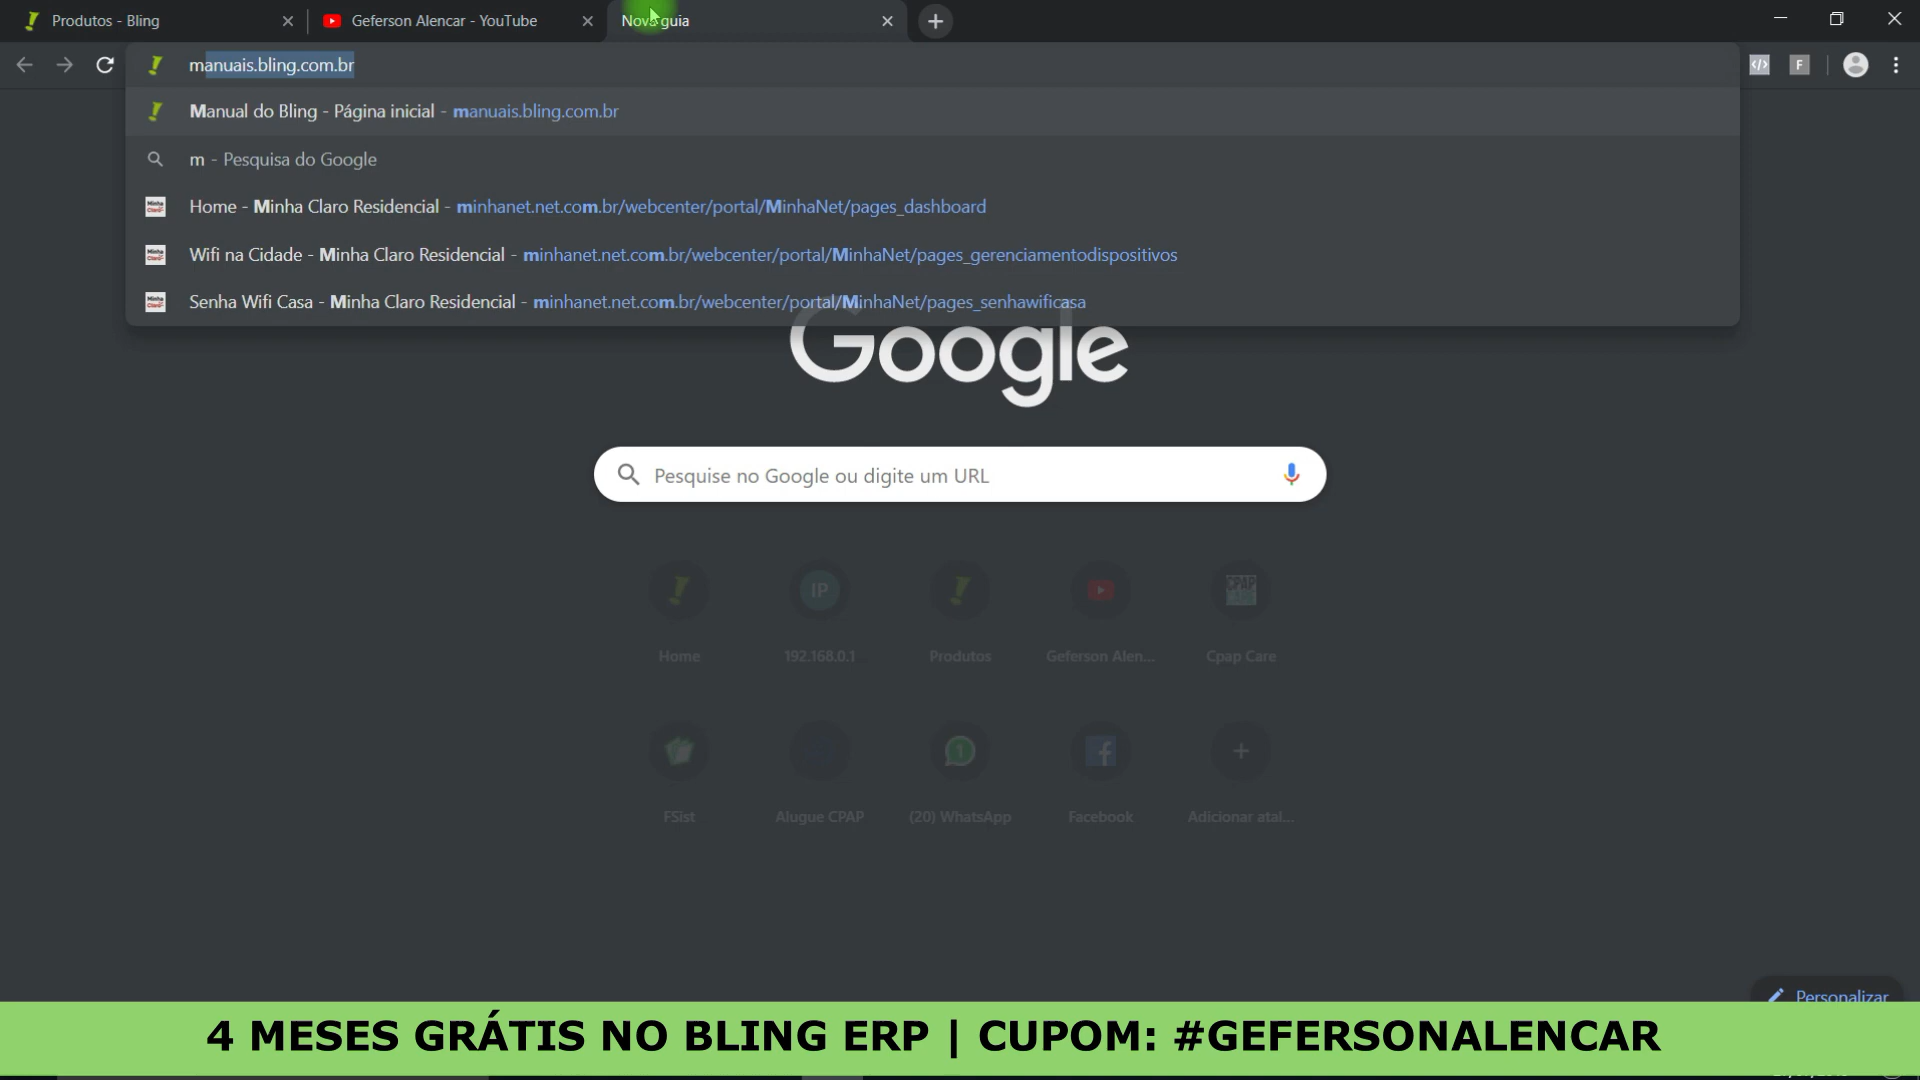 Produtos - Bling
Geferson Alencar - YouTube
Nova guia
manuais.bling.com.br
F
Manual do Bling - Página inicial - manuais.bling.com.br
m - Pesquisa do Google
Home - Minha Claro Residencial - minhanet.net.com.br/webcenter/portal/MinhaNet/pages_dashboard
Wifi na Cidade - Minha Claro Residencial - minhanet.net.com.br/webcenter/portal/MinhaNet/pages_gerenciamentodispositivos
Senha Wifi Casa - Minha Claro Residencial - minhanet.net.com.br/webcenter/portal/MinhaNet/pages_senhawificasa
Google
Pesquise no Google ou digite um URL
IP
CPAP
Home
192.168.0.1
Produtos
Geferson Alen...
Cpap Care
1
FSist
Alugue CPAP
(20) WhatsApp
Facebook
Adicionar atal...
Personalizar
4 MESES GRÁTIS NO BLING ERP | CUPOM: #GEFERSONALENCAR